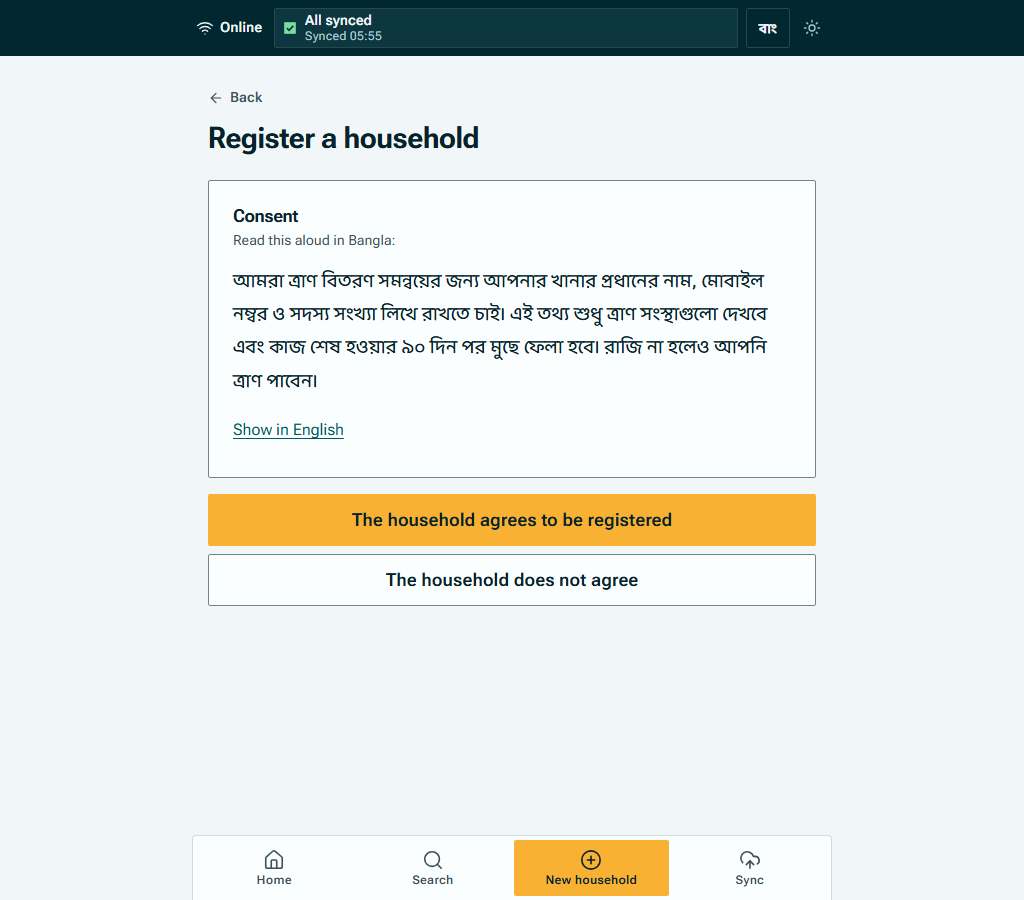 Online
All synced
Synced 05:55
বাং
Back
Register a household
Consent
Read this aloud in Bangla:
আমরা ত্রাণ বিতরণ সমন্বয়ের জন্য আপনার খানার প্রধানের নাম, মোবাইল
নম্বর ও সদস্য সংখ্যা লিখে রাখতে চাই। এই তথ্য শুধু ত্রাণ সংস্থাগুলো দেখবে
এবং কাজ শেষ হওয়ার ৯০ দিন পর মুছে ফেলা হবে। রাজি না হলেও আপনি
ত্রাণ পাবেন।
Show in English
The household agrees to be registered
The household does not agree
Home
Search
New household
Sync